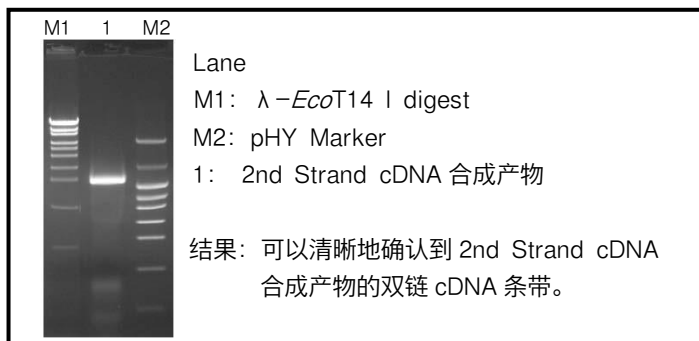 M1 1 M2
Lane
M1： λ-EcoT14 I digest
M2：pHY Marker
1： 2nd Strand cDNA 合成产物
结果：可以清晰地确认到 2nd Strand cDNA
合成产物的双链 cDNA 条带。